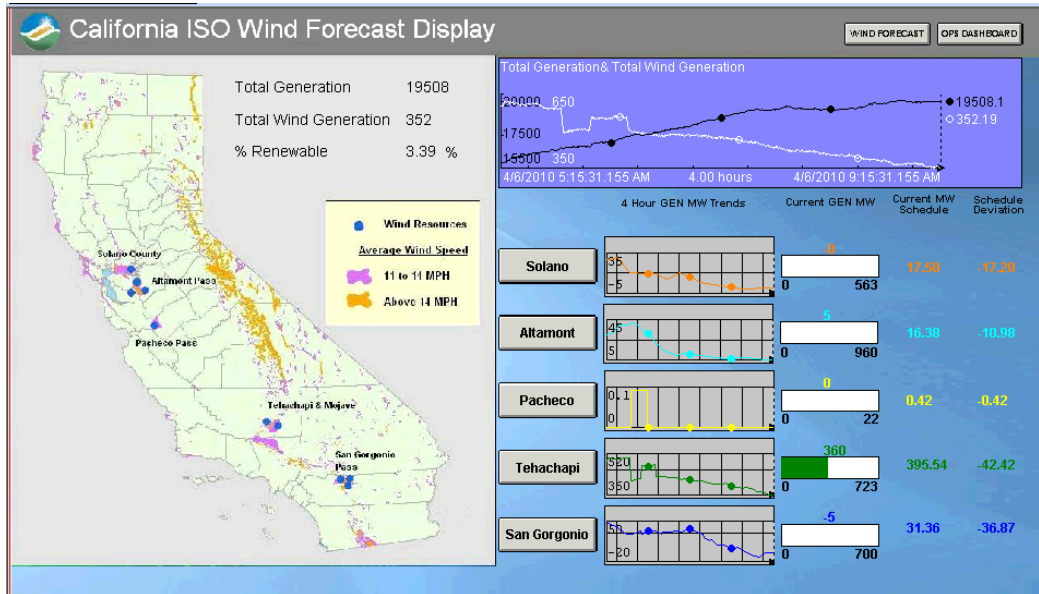 California ISO Wind Forecast Display
WIND FORECAST
OPS DASHBOARD
Total Generation 19508
Total Wind Generation 352
% Renewable 3.39 %
Wind Resources
Average Wind Speed
11 to 14 MPH
Above 14 MPH
Solano County
Altamont Pass
Pacheco Pass
Tehachapi & Mojave
San Gorgonio
Pass
Total Generation& Total Wind Generation
20000 650
17500
15500 350
19508.1
352.19
4/6/2010 5:15:31.155 AM 4.00 hours 4/6/2010 9:15:31.155 AM
4 Hour GEN MW Trends Current GEN MW Current MW Schedule Schedule Deviation
Solano
35
-5
-0
0 563
17.50 -17.20
Altamont
45
5
5
0 960
16.38 -10.98
Pacheco
0.1
0
0
0 22
0.42 -0.42
Tehachapi
520
350
360
0 723
395.54 -42.42
San Gorgonio
50
-20
-5
0 700
31.36 -36.87